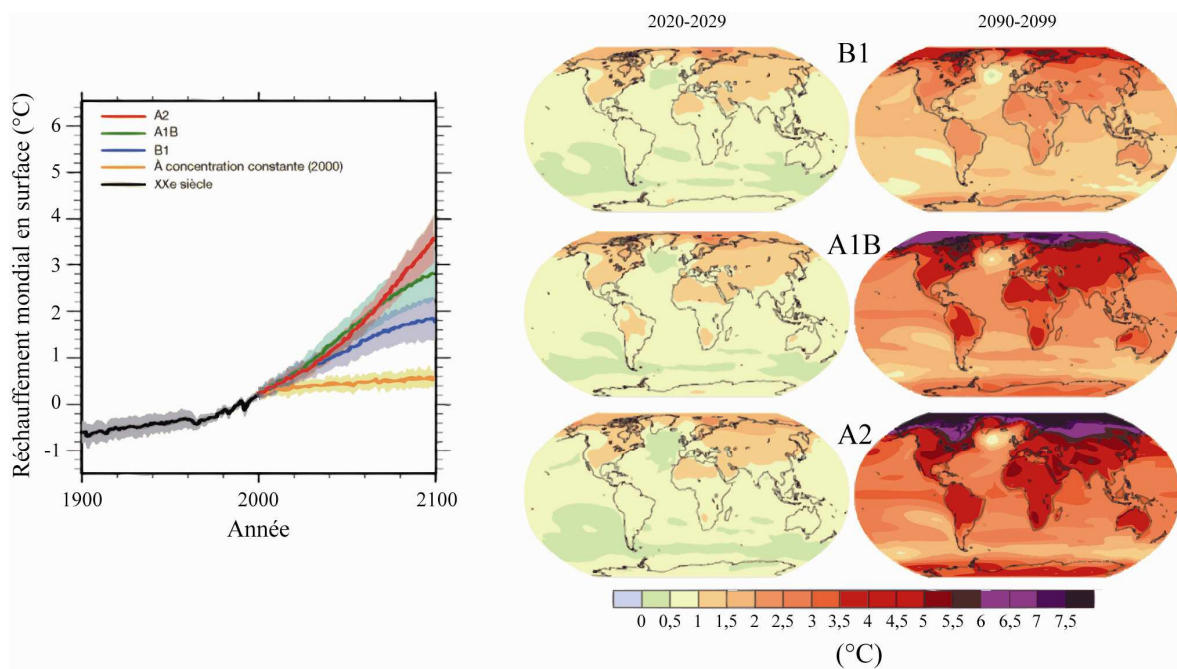 Réchauffement mondial en surface (°C)
6
5
4
3
2
1
0
-1
A2
A1B
B1
À concentration constante (2000)
XXe siècle
1900
2000
2100
Année
2020-2029
2090-2099
B1
A1B
A2
0 0,5 1 1,5 2 2,5 3 3,5 4 4,5 5 5,5 6 6,5 7 7,5
(°C)